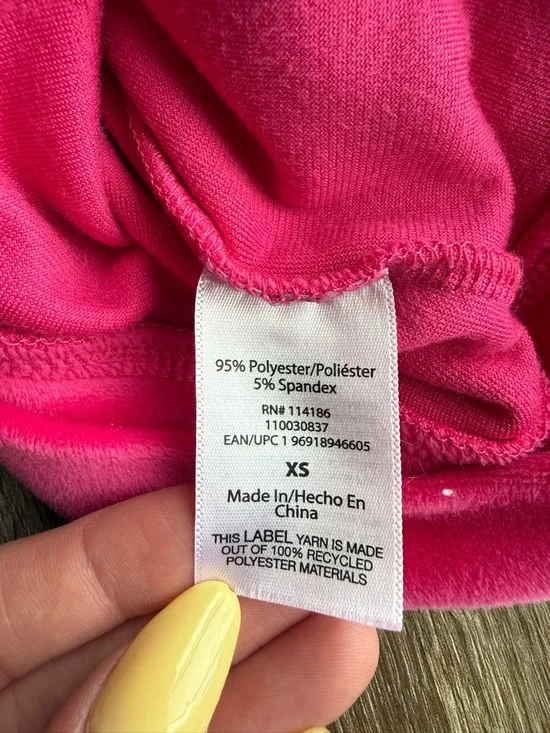 95% Polyester/Poliéster
5% Spandex
RN# 114186
110030837
EAN/UPC 1 96918946605
XS
Made In/Hecho En
China
THIS LABEL YARN IS MADE
OUT OF 100% RECYCLED
POLYESTER MATERIALS